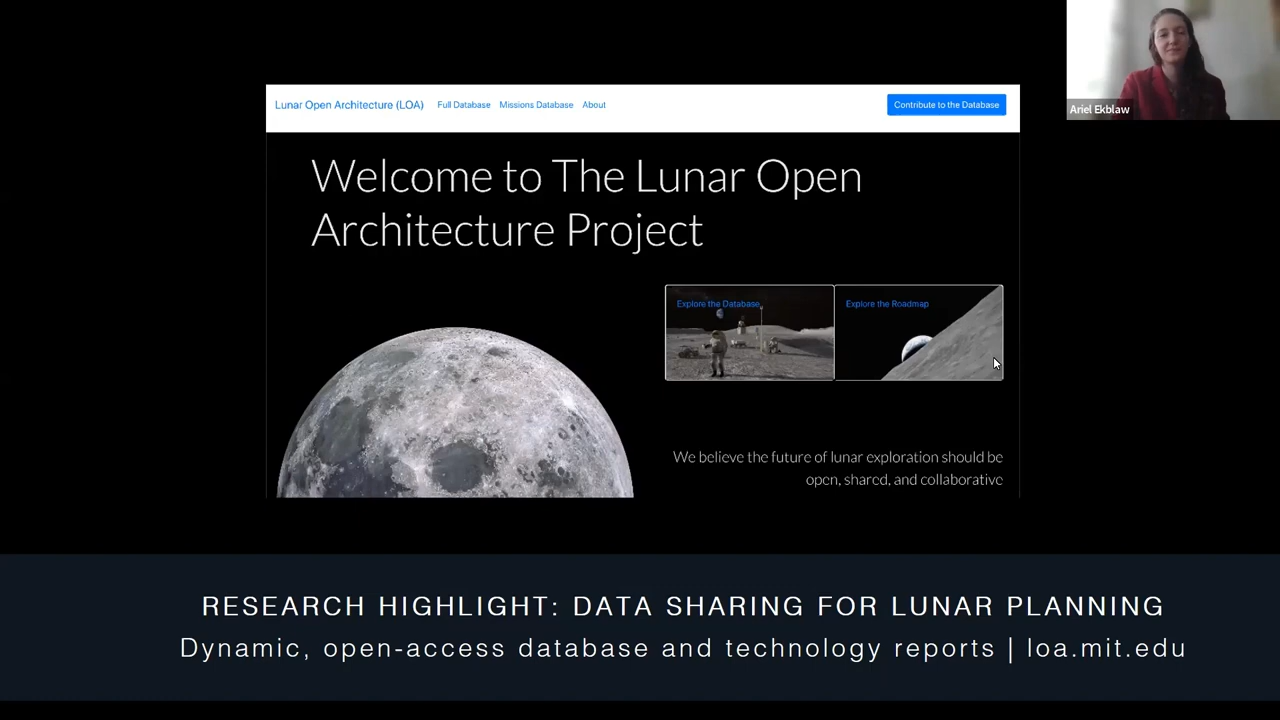 Ariel Ekblaw
Lunar Open Architecture (LOA) Full Database Missions Database About Contribute to the Database
Welcome to The Lunar Open
Architecture Project
Explore the Database
Explore the Roadmap
We believe the future of lunar exploration should be
open, shared, and collaborative
RESEARCH HIGHLIGHT: DATA SHARING FOR LUNAR PLANNING
Dynamic, open-access database and technology reports | loa.mit.edu